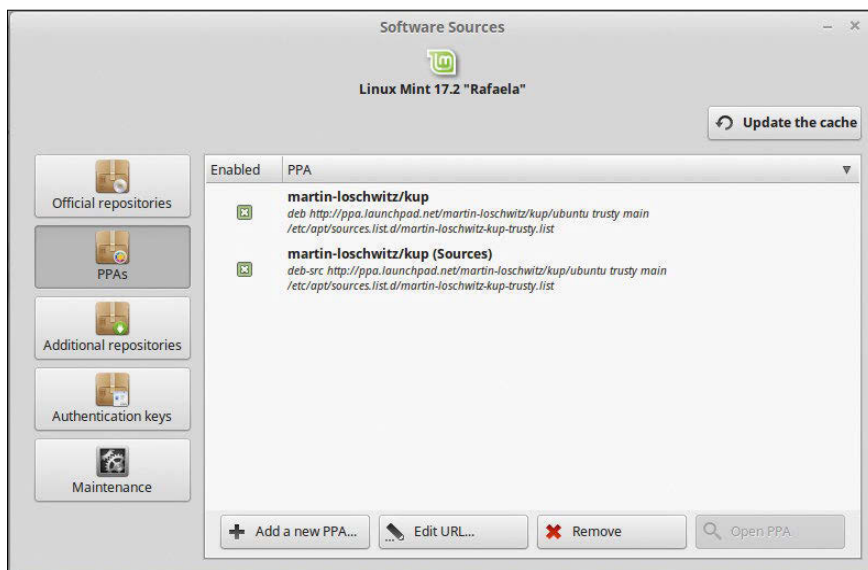 Software Sources
Linux Mint 17.2 "Rafaela"
Update the cache
Official repositories
PPAs
Additional repositories
Authentication keys
Maintenance
Enabled PPA
martin-loschwitz/kup
deb http://ppa.launchpad.net/martin-loschwitz/kup/ubuntu trusty main
/etc/apt/sources.list.d/martin-loschwitz-kup-trusty.list
martin-loschwitz/kup (Sources)
deb-src http://ppa.launchpad.net/martin-loschwitz/kup/ubuntu trusty main
/etc/apt/sources.list.d/martin-loschwitz-kup-trusty.list
Add a new PPA... Edit URL... Remove Open PPA